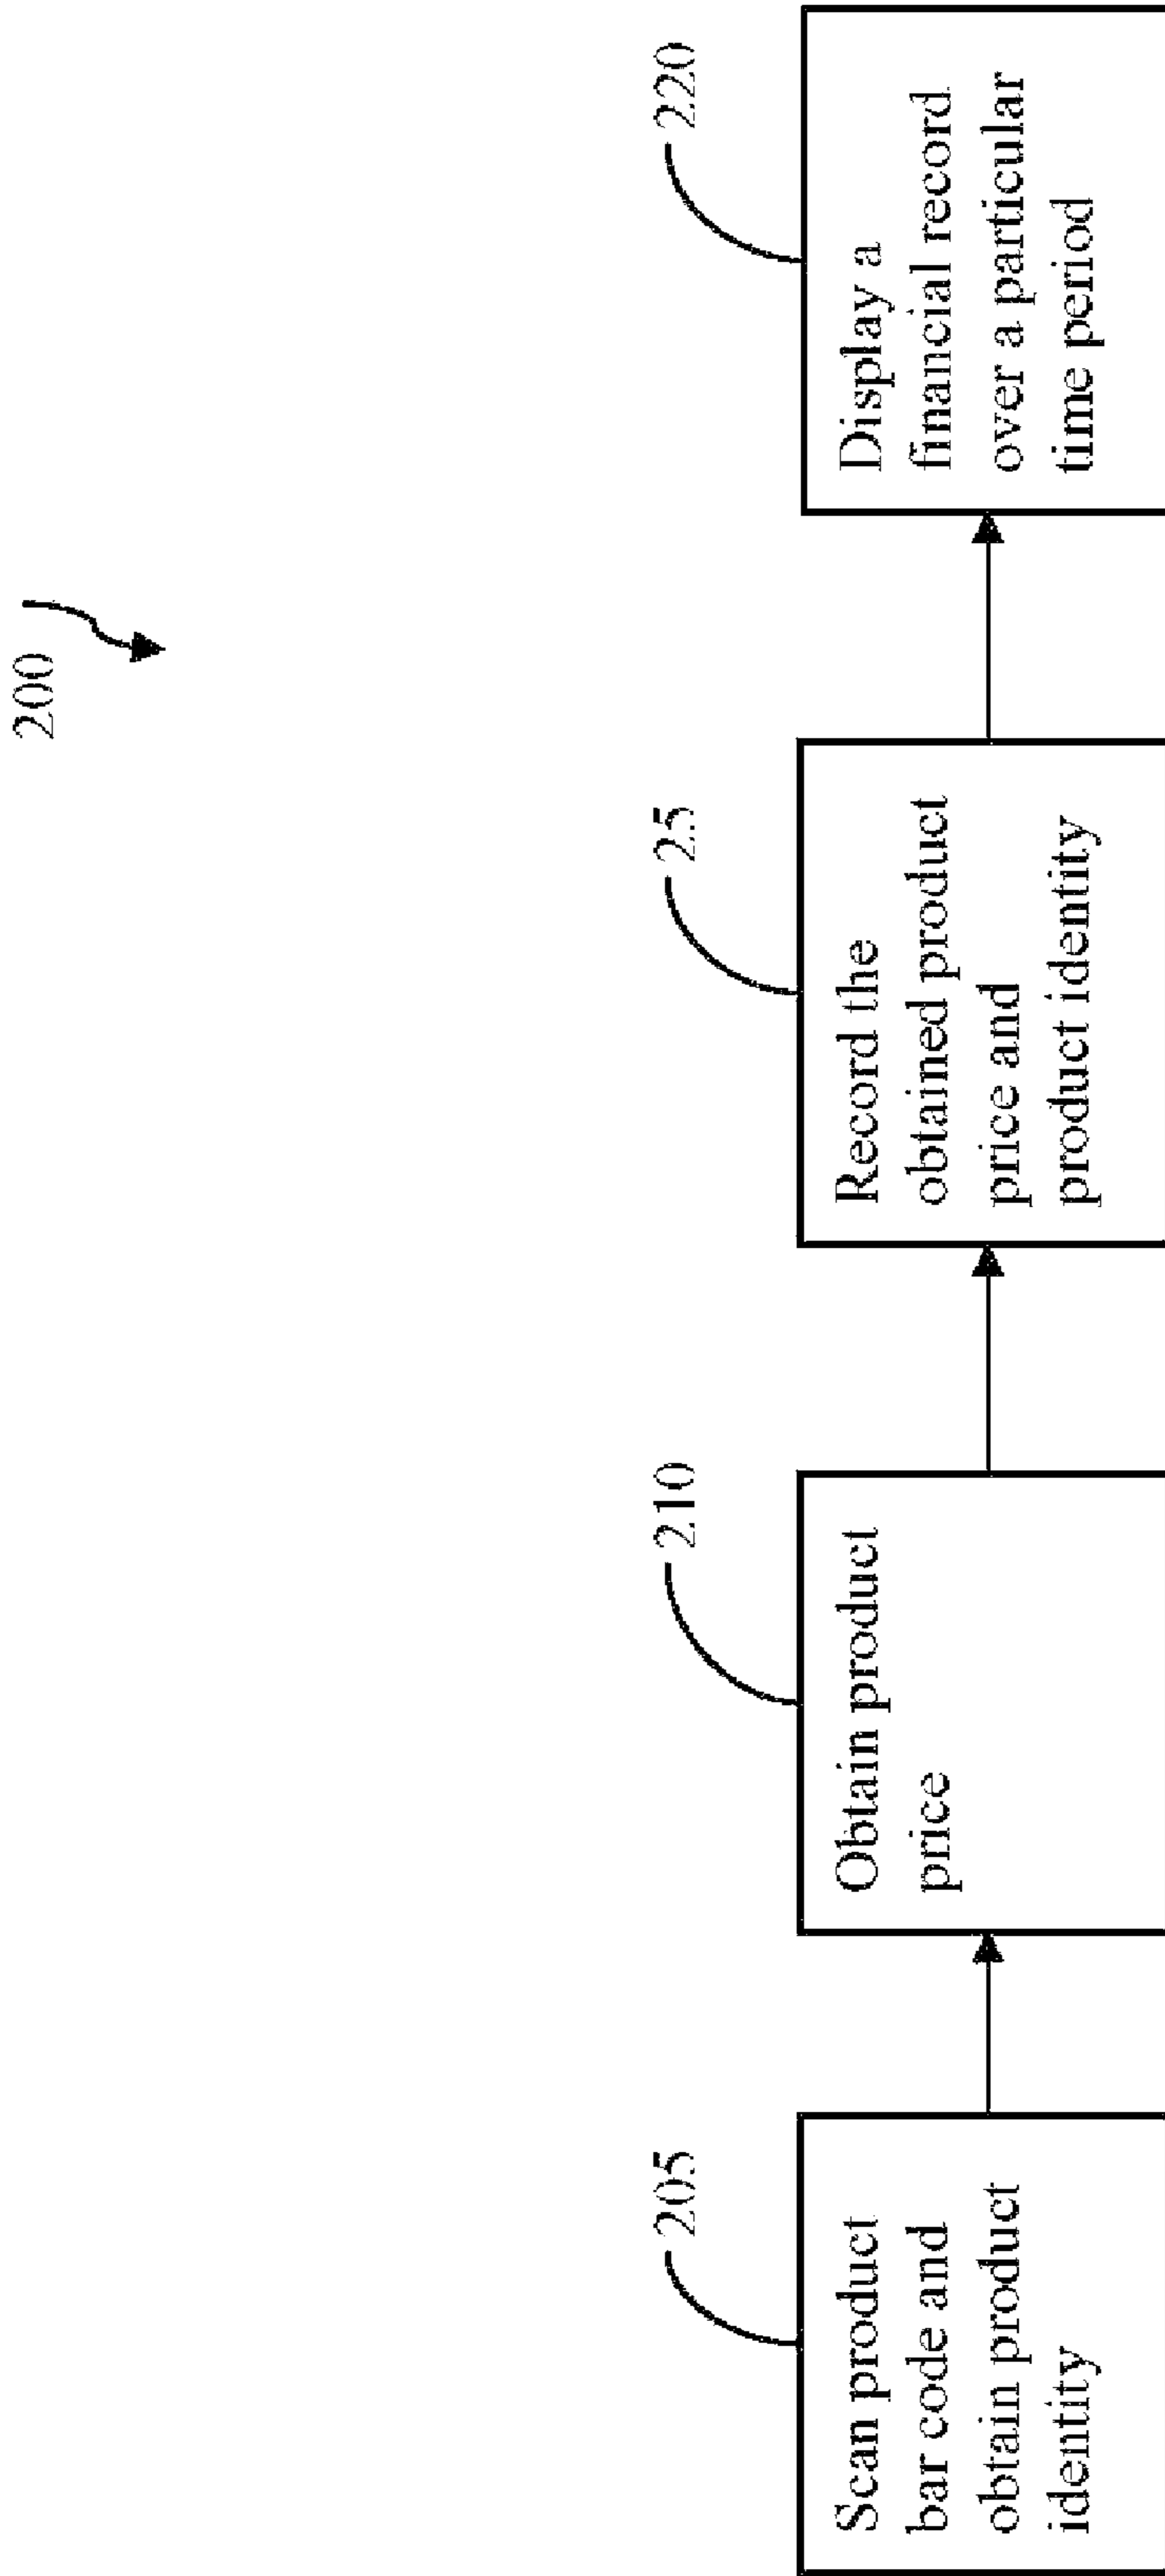 200
205
Scan product
bar code and
obtain product
identity
210
Obtain product
price
25
Record the
obtained product
price and
product identity
220
Display a
financial record
over a particular
time period